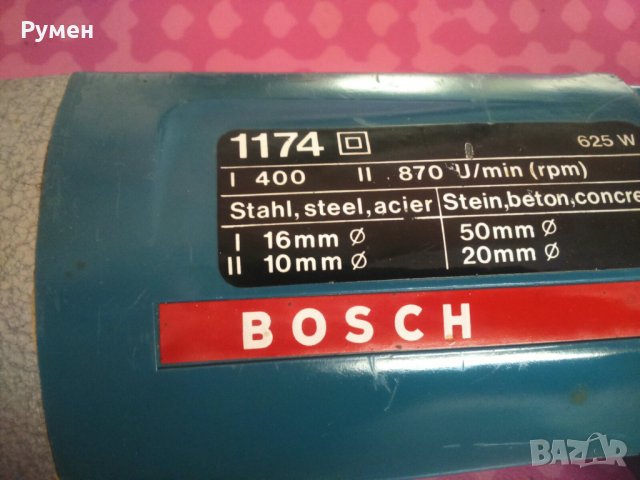 Румен
1174 625 W
I 400 II 870 U/min (rpm)
Stahl, steel, acier Stein, beton, concre
I 16mm Ø 50mm Ø
II 10mm Ø 20mm Ø
BOSCH
BAZAR